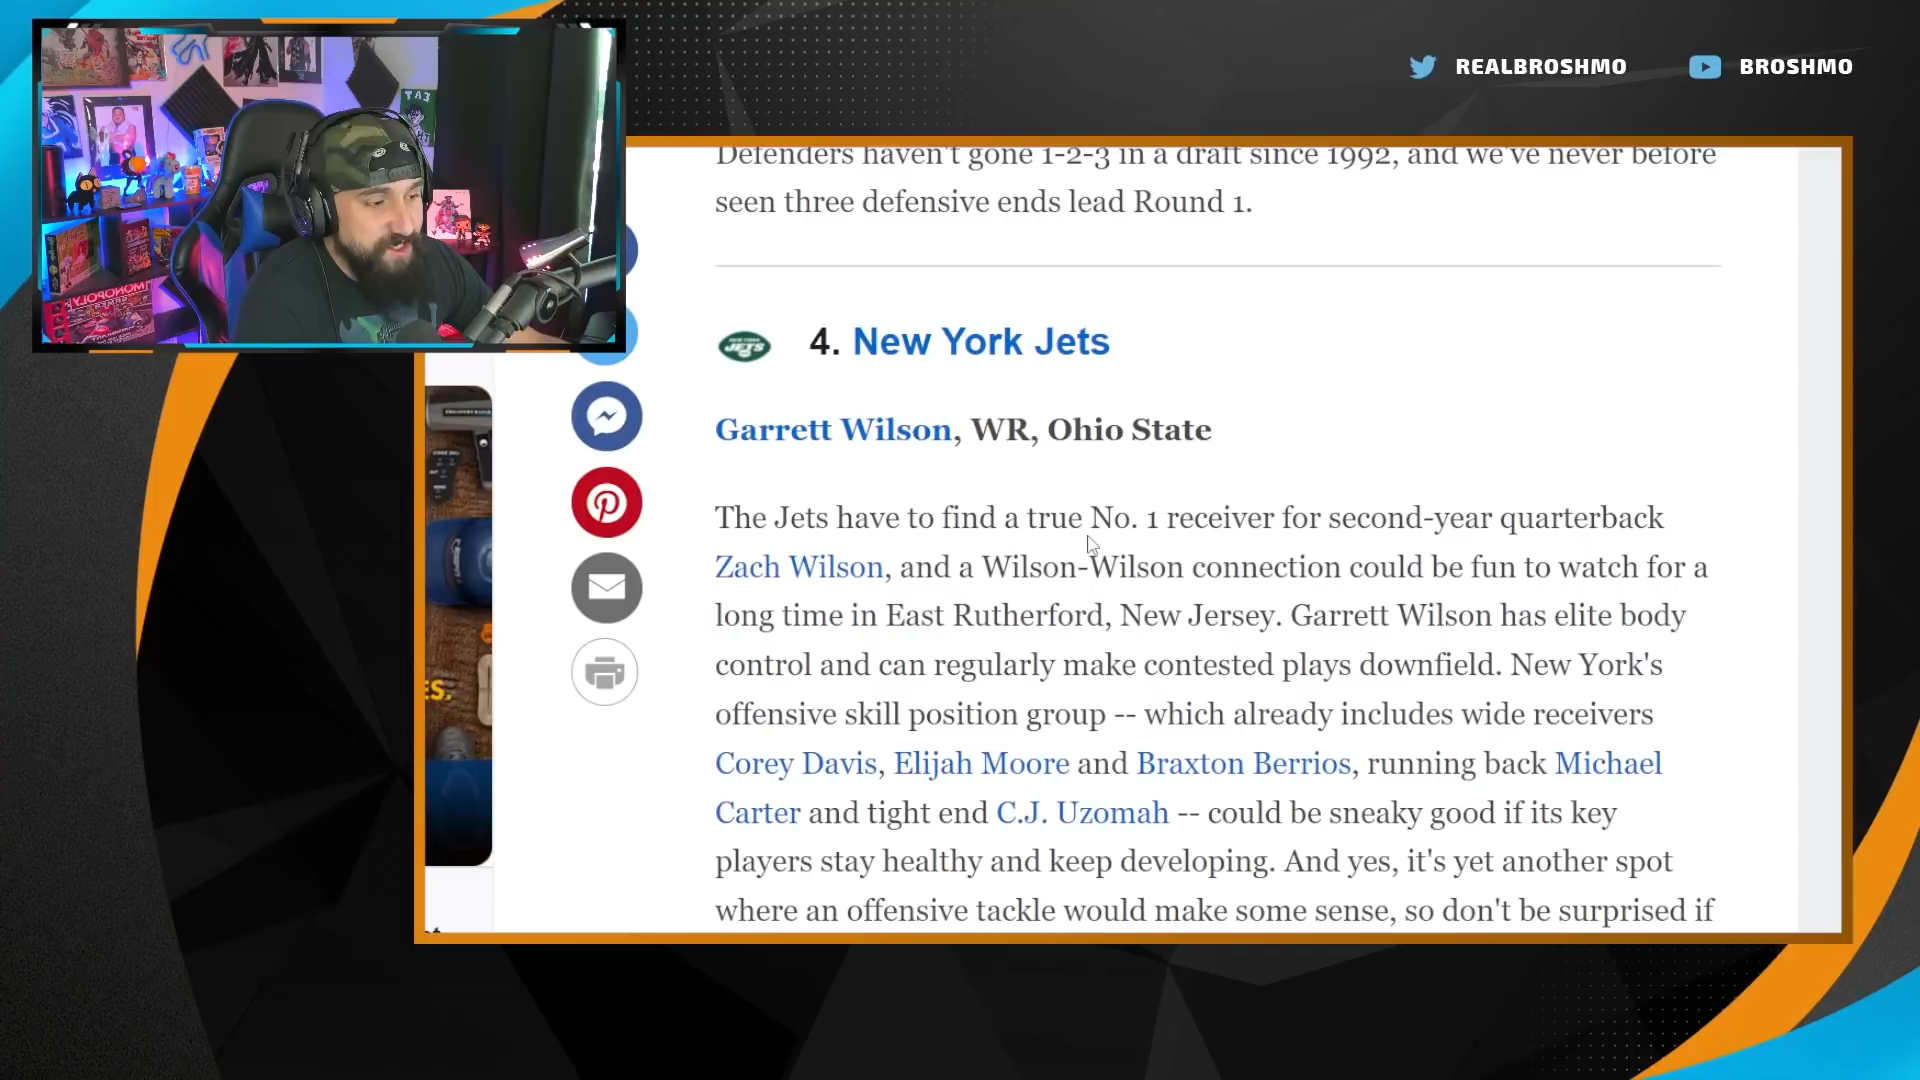 REALBROSHMO
BROSHMO
TAJ
MONOPOLY
Defenders haven't gone 1-2-3 in a draft since 1992, and we've never before
seen three defensive ends lead Round 1.
JETS
4. New York Jets
Garrett Wilson, WR, Ohio State
The Jets have to find a true No. 1 receiver for second-year quarterback
Zach Wilson, and a Wilson-Wilson connection could be fun to watch for a
long time in East Rutherford, New Jersey. Garrett Wilson has elite body
control and can regularly make contested plays downfield. New York's
offensive skill position group -- which already includes wide receivers
Corey Davis, Elijah Moore and Braxton Berrios, running back Michael
Carter and tight end C.J. Uzomah -- could be sneaky good if its key
players stay healthy and keep developing. And yes, it's yet another spot
where an offensive tackle would make some sense, so don't be surprised if
ES.